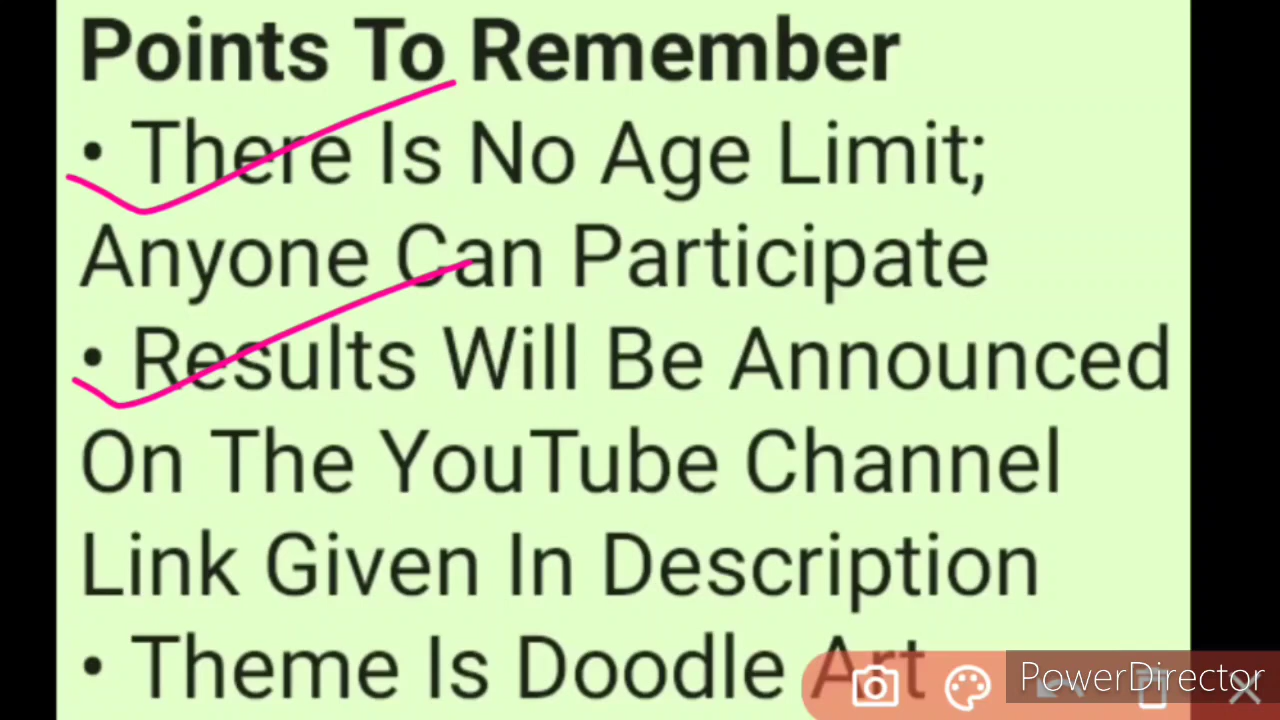 Points To Remember
• There Is No Age Limit;
Anyone Can Participate
• Results Will Be Announced
On The YouTube Channel
Link Given In Description
• Theme Is Doodle Art
PowerDirector